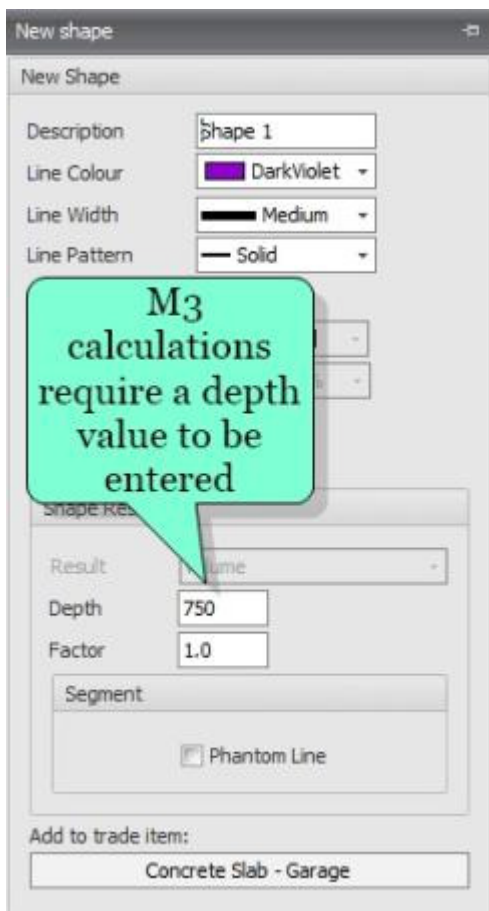 New shape
New Shape
Description Shape 1
Line Colour DarkViolet
Line Width Medium
Line Pattern Solid
M3
calculations
require a depth
value to be
entered
Shape
Result
Depth 750
Factor 1.0
Segment
Phantom Line
Add to trade item:
Concrete Slab - Garage